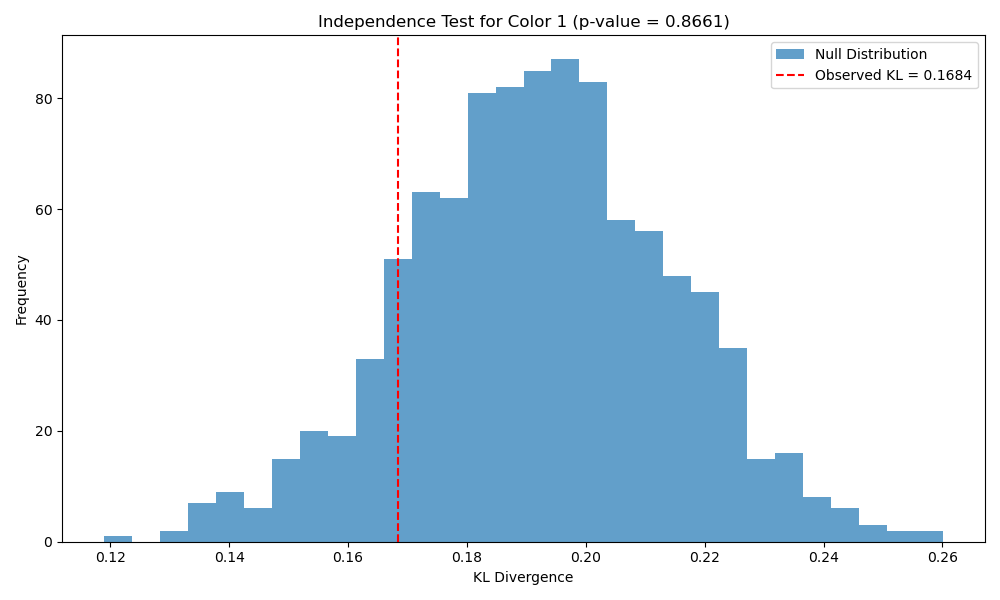 Independence Test for Color 1 (p-value = 0.8661)
Null Distribution
Observed KL = 0.1684
Frequency
80
60
40
20
0
0.12 0.14 0.16 0.18 0.20 0.22 0.24 0.26
KL Divergence